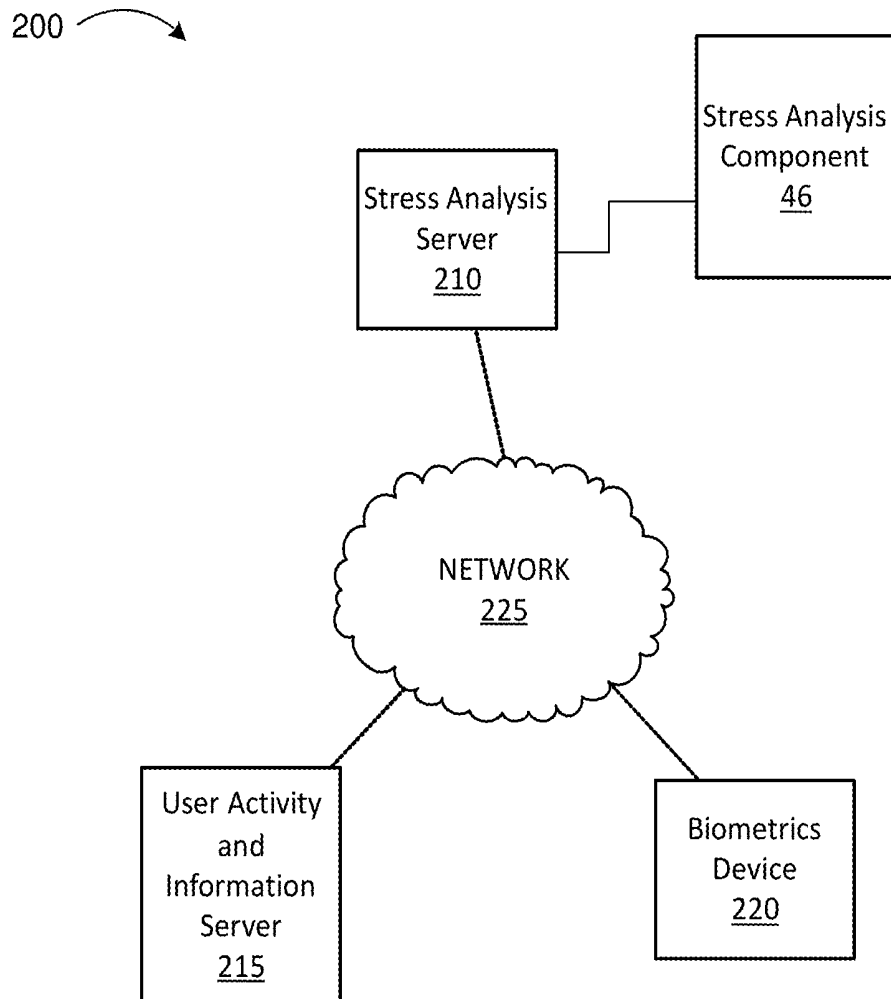 200
Stress Analysis
Component
46
Stress Analysis
Server
210
NETWORK
225
User Activity
and
Information
Server
215
Biometrics
Device
220